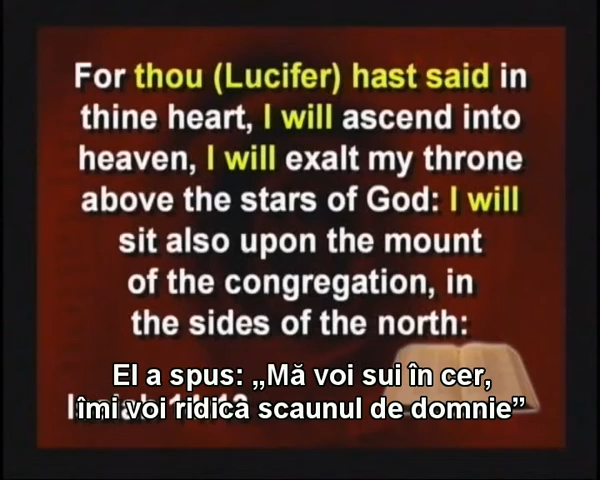 For thou (Lucifer) hast said in
thine heart, I will ascend into
heaven, I will exalt my throne
above the stars of God: I will
sit also upon the mount
of the congregation, in
the sides of the north:
El a spus: „Mă voi sui în cer,
îmi voi ridica scaunul de domnie”